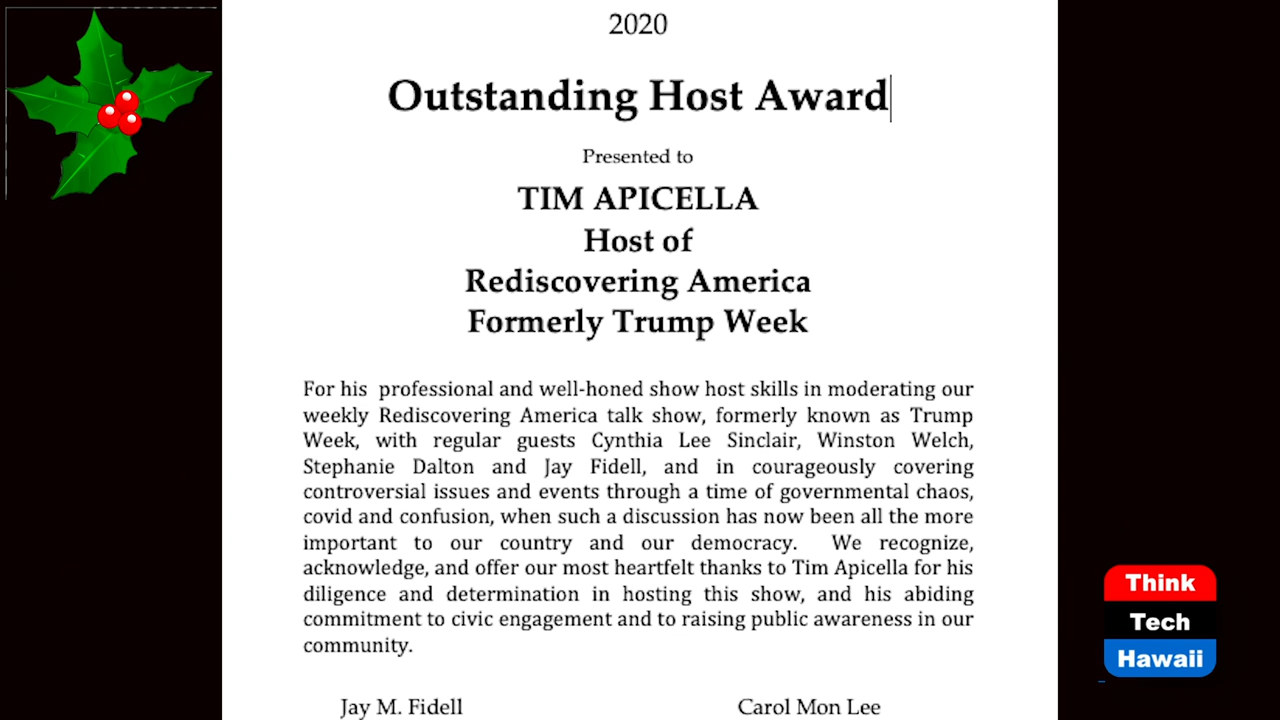 2020
Outstanding Host Award
Presented to
TIM APICELLA
Host of
Rediscovering America
Formerly Trump Week
For his professional and well-honed show host skills in moderating our
weekly Rediscovering America talk show, formerly known as Trump
Week, with regular guests Cynthia Lee Sinclair, Winston Welch,
Stephanie Dalton and Jay Fidell, and in courageously covering
controversial issues and events through a time of governmental chaos,
covid and confusion, when such a discussion has now been all the more
important to our country and our democracy. We recognize,
acknowledge, and offer our most heartfelt thanks to Tim Apicella for his
diligence and determination in hosting this show, and his abiding
commitment to civic engagement and to raising public awareness in our
community.
Jay M. Fidell
Carol Mon Lee
Think
Tech
Hawaii